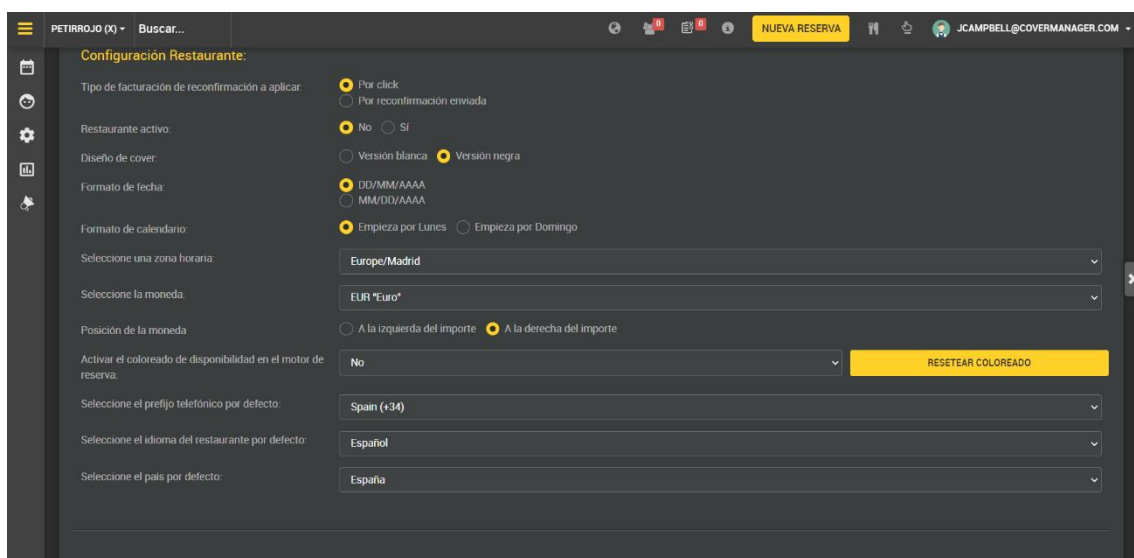 PETIRROJO (X)
Buscar...
0
0
NUEVA RESERVA
JCAMPBELL@COVERMANAGER.COM
Configuración Restaurante:
Tipo de facturación de reconfirmación a aplicar:
Por click
Por reconfirmación enviada
Restaurante activo:
No
Sí
Diseño de cover:
Versión blanca
Versión negra
Formato de fecha:
DD/MM/AAAA
MM/DD/AAAA
Formato de calendario:
Empieza por Lunes
Empieza por Domingo
Seleccione una zona horaria:
Europe/Madrid
Seleccione la moneda:
EUR "Euro"
Posición de la moneda
A la izquierda del importe
A la derecha del importe
Activar el coloreado de disponibilidad en el motor de
reserva:
No
RESETEAR COLOREADO
Seleccione el prefijo telefónico por defecto:
Spain (+34)
Seleccione el idioma del restaurante por defecto:
Español
Seleccione el país por defecto:
España